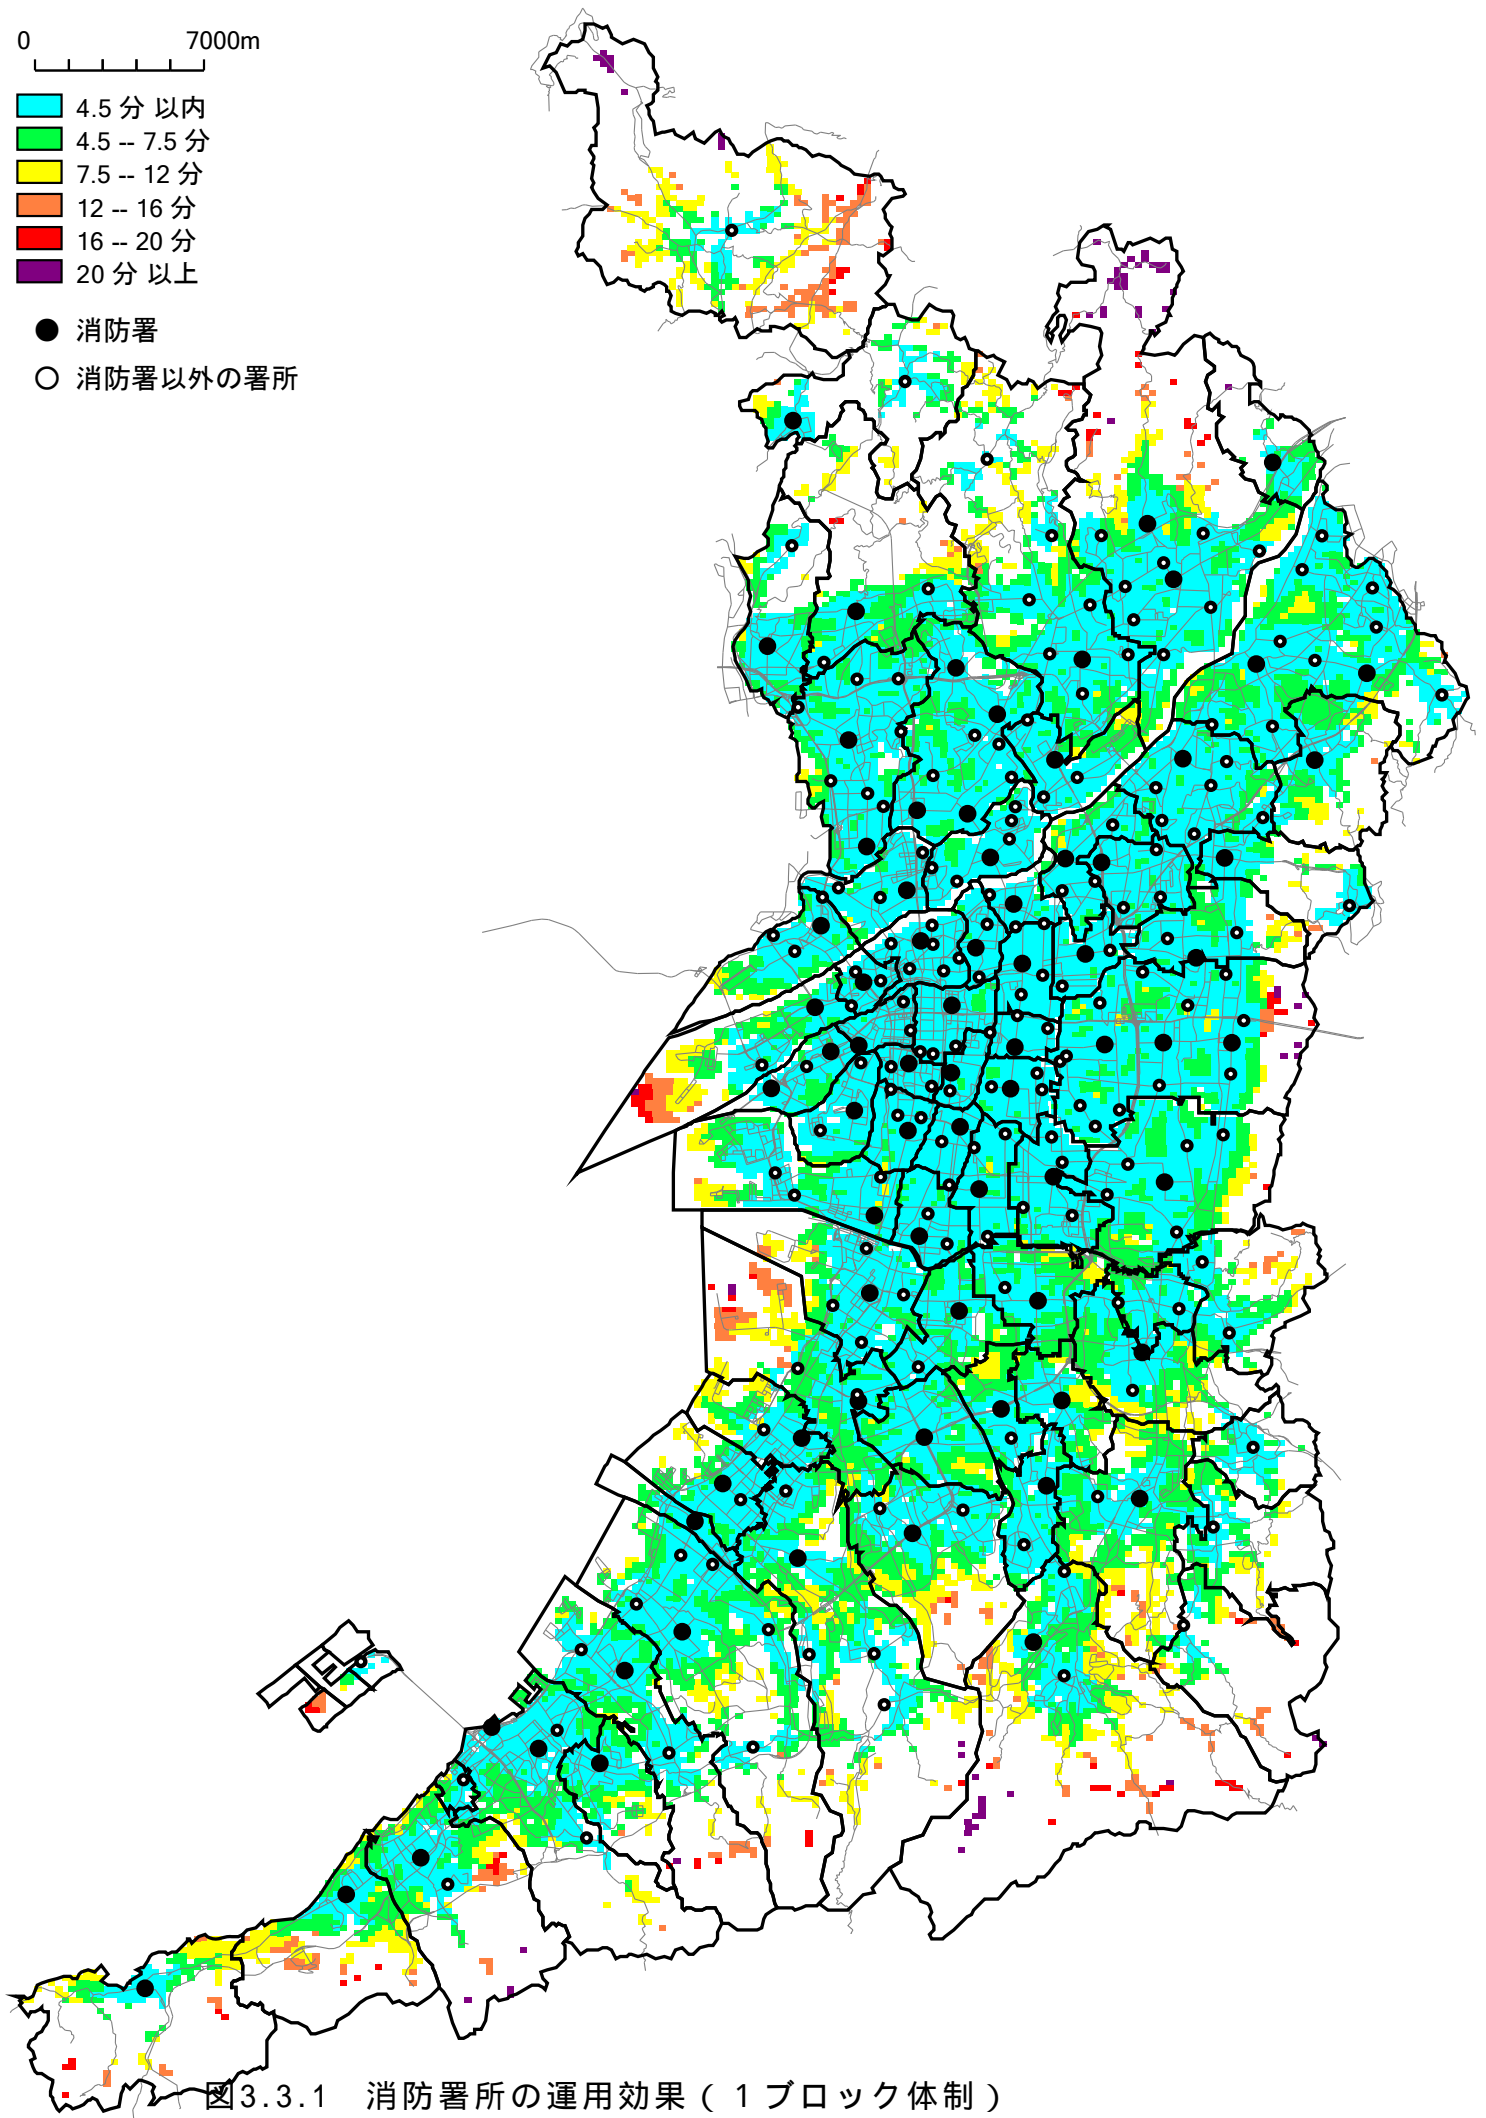 0 7000m
4.5 分 以内
4.5 -- 7.5 分
7.5 -- 12 分
12 -- 16 分
16 -- 20 分
20 分 以上
消防署
消防署以外の署所
図3.3.1 消防署所の運用効果（１ブロック体制）